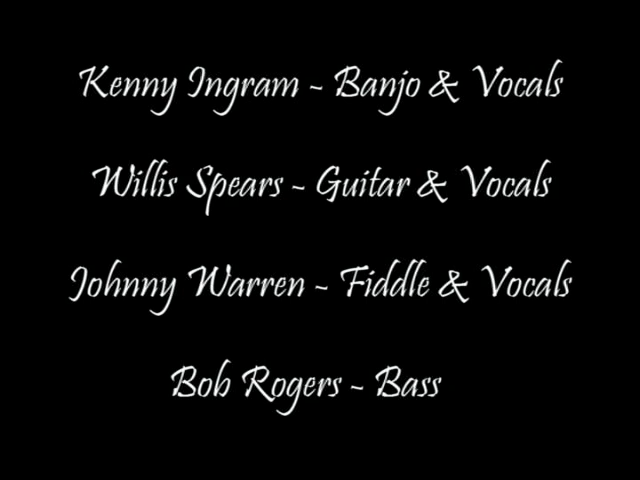 Kenny Ingram - Banjo & Vocals
Willis Spears - Guitar & Vocals
Johnny Warren - Fiddle & Vocals
Bob Rogers - Bass